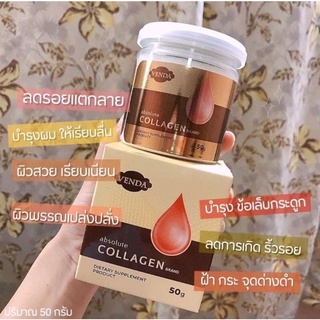 VENDA
absolute
COLLAGEN BRAND
50g
ลดรอยแตกลาย
บำรุงผม ให้เรียบลื่น
ผิวสวย เรียบเนียน
ผิวพรรณเปล่งปลั่ง
บำรุง ข้อเล็บกระดูก
ลดการเกิด ริ้วรอย
ฝ้า กระ จุดด่างดำ
VENDA
absolute
COLLAGEN BRAND
DIETARY SUPPLEMENT
PRODUCT
50g
ปริมาณ 50 กรัม